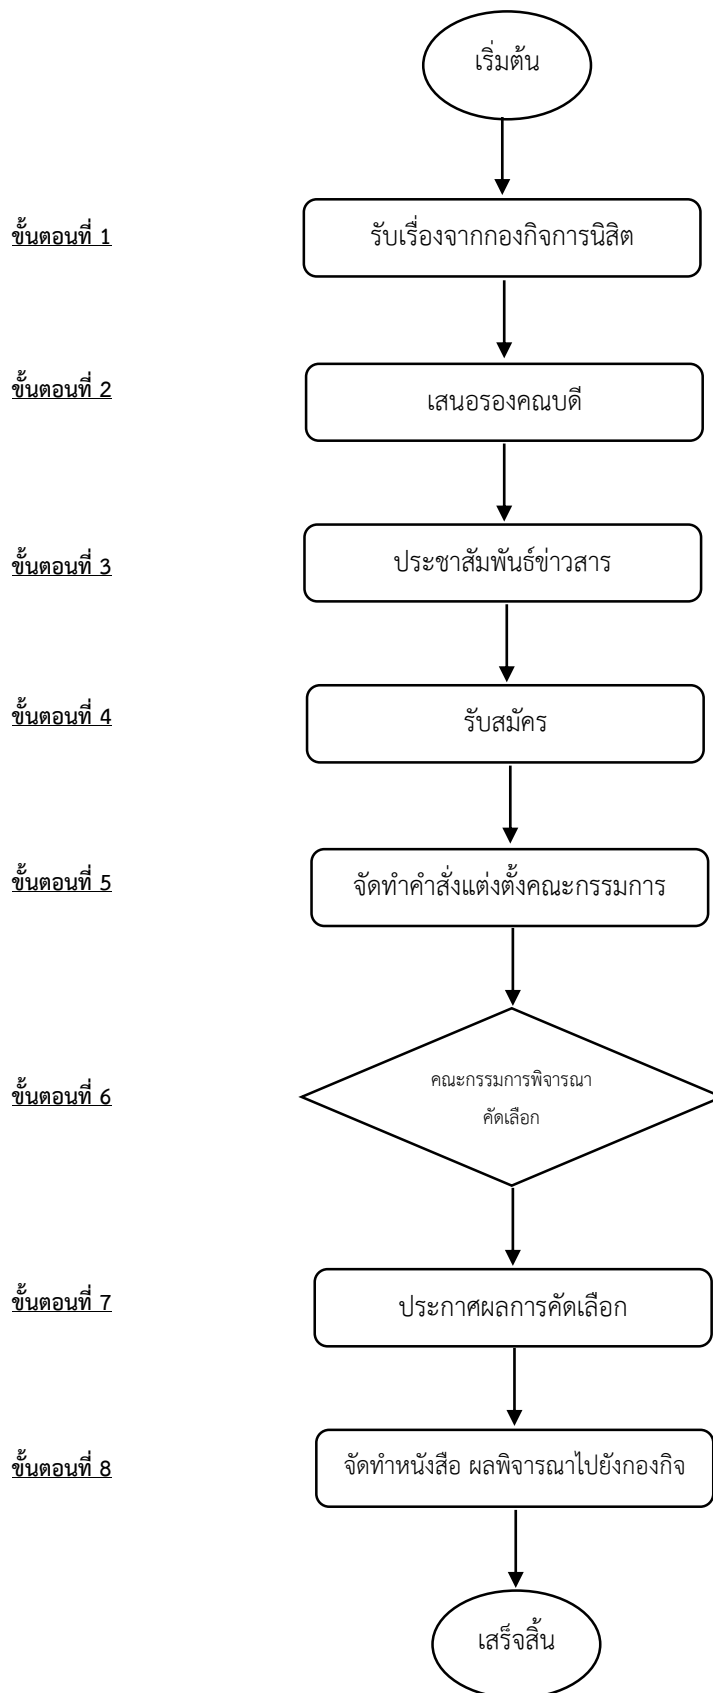 เริ่มต้น
ขั้นตอนที่ 1
รับเรื่องจากกองกิจการนิสิต
ขั้นตอนที่ 2
เสนอรองคณบดี
ขั้นตอนที่ 3
ประชาสัมพันธ์ข่าวสาร
ขั้นตอนที่ 4
รับสมัคร
ขั้นตอนที่ 5
จัดทำคำสั่งแต่งตั้งคณะกรรมการ
ขั้นตอนที่ 6
คณะกรรมการพิจารณา
คัดเลือก
ขั้นตอนที่ 7
ประกาศผลการคัดเลือก
ขั้นตอนที่ 8
จัดทำหนังสือ ผลพิจารณาไปยังกองกิจ
เสร็จสิ้น